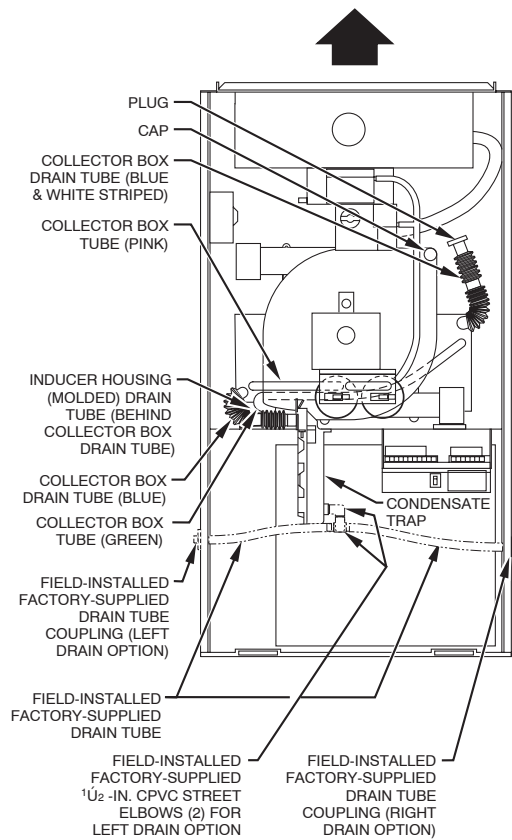 PLUG
CAP
COLLECTOR BOX
DRAIN TUBE (BLUE
& WHITE STRIPED)
COLLECTOR BOX
TUBE (PINK)
INDUCER HOUSING
(MOLDED) DRAIN
TUBE (BEHIND
COLLECTOR BOX
DRAIN TUBE)
COLLECTOR BOX
DRAIN TUBE (BLUE)
COLLECTOR BOX
TUBE (GREEN)
CONDENSATE
TRAP
FIELD-INSTALLED
FACTORY-SUPPLIED
DRAIN TUBE
COUPLING (LEFT
DRAIN OPTION)
FIELD-INSTALLED
FACTORY-SUPPLIED
DRAIN TUBE
FIELD-INSTALLED
FACTORY-SUPPLIED
1Ú2 -IN. CPVC STREET
ELBOWS (2) FOR
LEFT DRAIN OPTION
FIELD-INSTALLED
FACTORY-SUPPLIED
DRAIN TUBE
COUPLING (RIGHT
DRAIN OPTION)